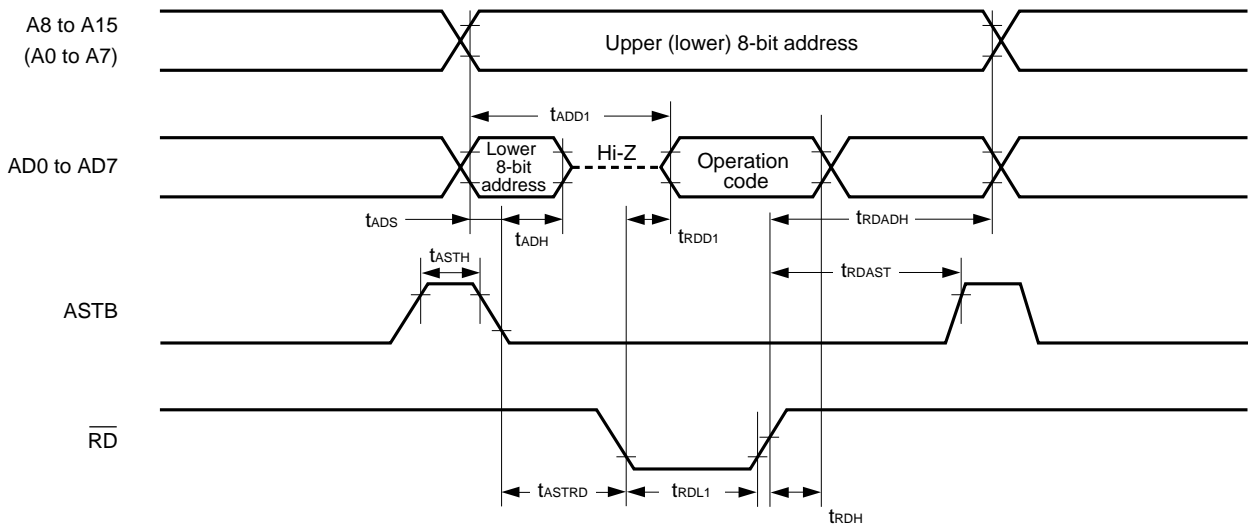 A8 to A15
(A0 to A7)
Upper (lower) 8-bit address
tADD1
AD0 to AD7
Lower
8-bit
address
Hi-Z
Operation
code
tADS
tADH
tRDD1
tRDADH
tASTH
tRDAST
ASTB
RD
tASTRD
tRDL1
tRDH